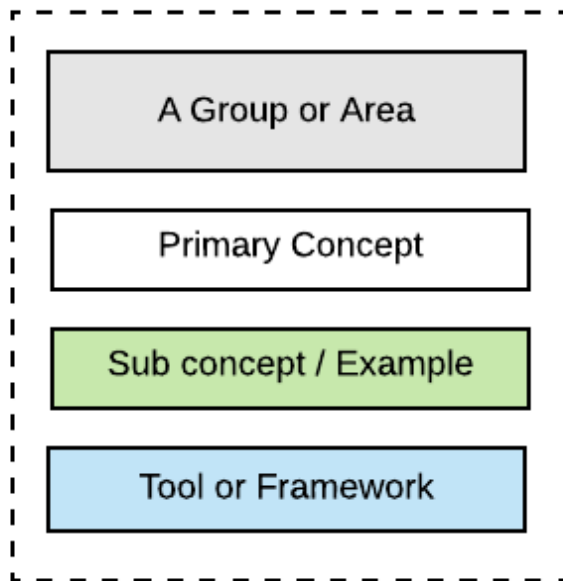 A Group or Area
Primary Concept
Sub concept / Example
Tool or Framework